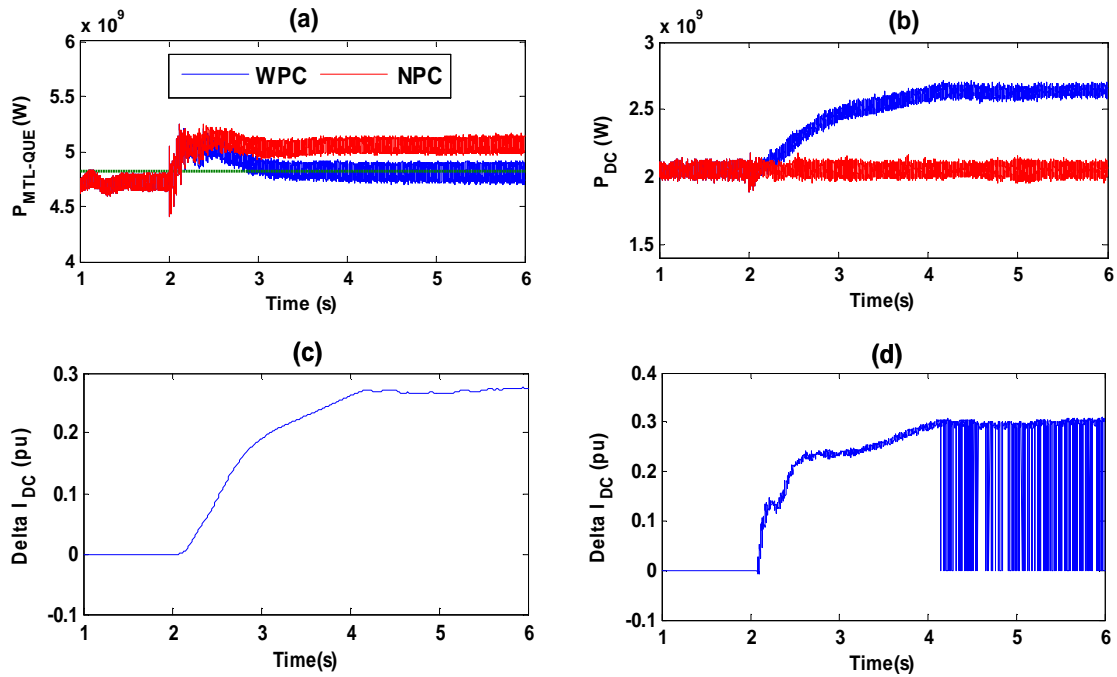 (a)
x 10^9
P_MTL-QUE (W)
6
5.5
5
4.5
4
WPC NPC
1 2 3 4 5 6
Time (s)
(b)
x 10^9
P_DC (W)
3
2.5
2
1.5
1 2 3 4 5 6
Time(s)
(c)
Delta I_DC (pu)
0.3
0.2
0.1
0
-0.1
1 2 3 4 5 6
Time(s)
(d)
Delta I_DC (pu)
0.4
0.3
0.2
0.1
0
-0.1
1 2 3 4 5 6
Time(s)